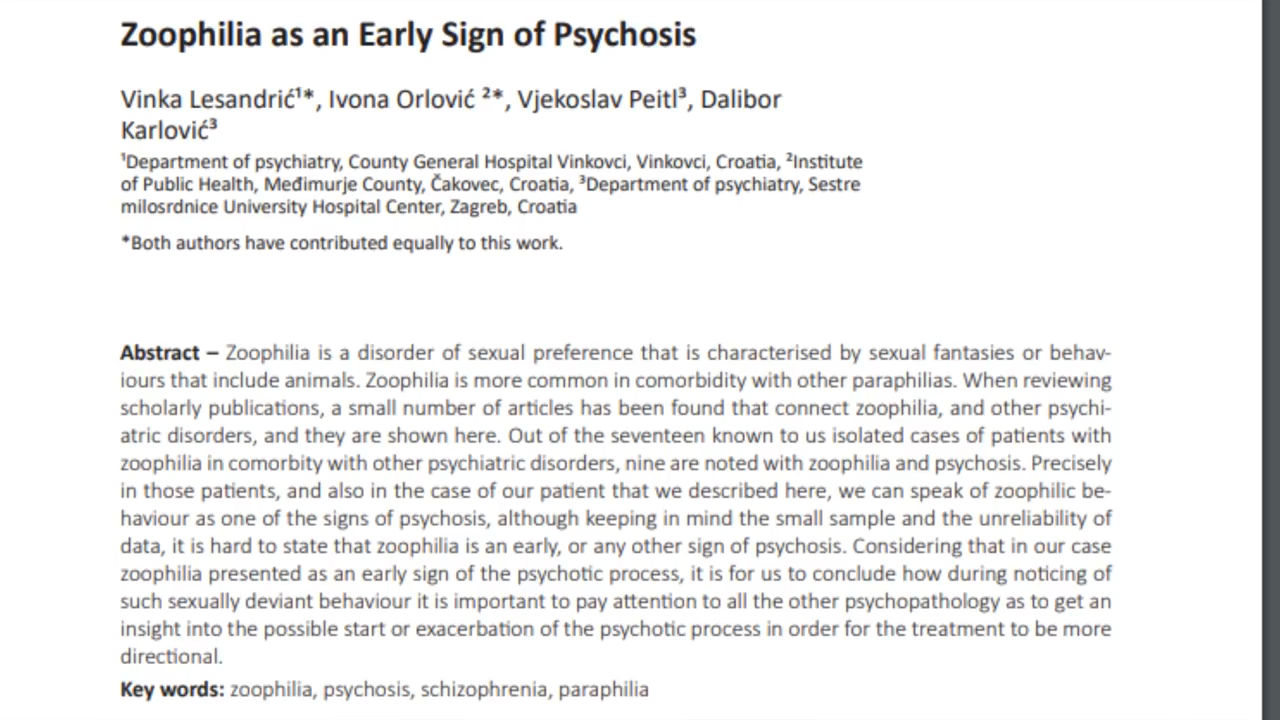 Zoophilia as an Early Sign of Psychosis
Vinka Lesandrić¹*, Ivona Orlović ²*, Vjekoslav Peitl³, Dalibor
Karlović³
¹Department of psychiatry, County General Hospital Vinkovci, Vinkovci, Croatia, ²Institute
of Public Health, Međimurje County, Čakovec, Croatia, ³Department of psychiatry, Sestre
milosrdnice University Hospital Center, Zagreb, Croatia
*Both authors have contributed equally to this work.
Abstract – Zoophilia is a disorder of sexual preference that is characterised by sexual fantasies or behav-
iours that include animals. Zoophilia is more common in comorbidity with other paraphilias. When reviewing
scholarly publications, a small number of articles has been found that connect zoophilia, and other psychi-
atric disorders, and they are shown here. Out of the seventeen known to us isolated cases of patients with
zoophilia in comorbity with other psychiatric disorders, nine are noted with zoophilia and psychosis. Precisely
in those patients, and also in the case of our patient that we described here, we can speak of zoophilic be-
haviour as one of the signs of psychosis, although keeping in mind the small sample and the unreliability of
data, it is hard to state that zoophilia is an early, or any other sign of psychosis. Considering that in our case
zoophilia presented as an early sign of the psychotic process, it is for us to conclude how during noticing of
such sexually deviant behaviour it is important to pay attention to all the other psychopathology as to get an
insight into the possible start or exacerbation of the psychotic process in order for the treatment to be more
directional.
Key words: zoophilia, psychosis, schizophrenia, paraphilia